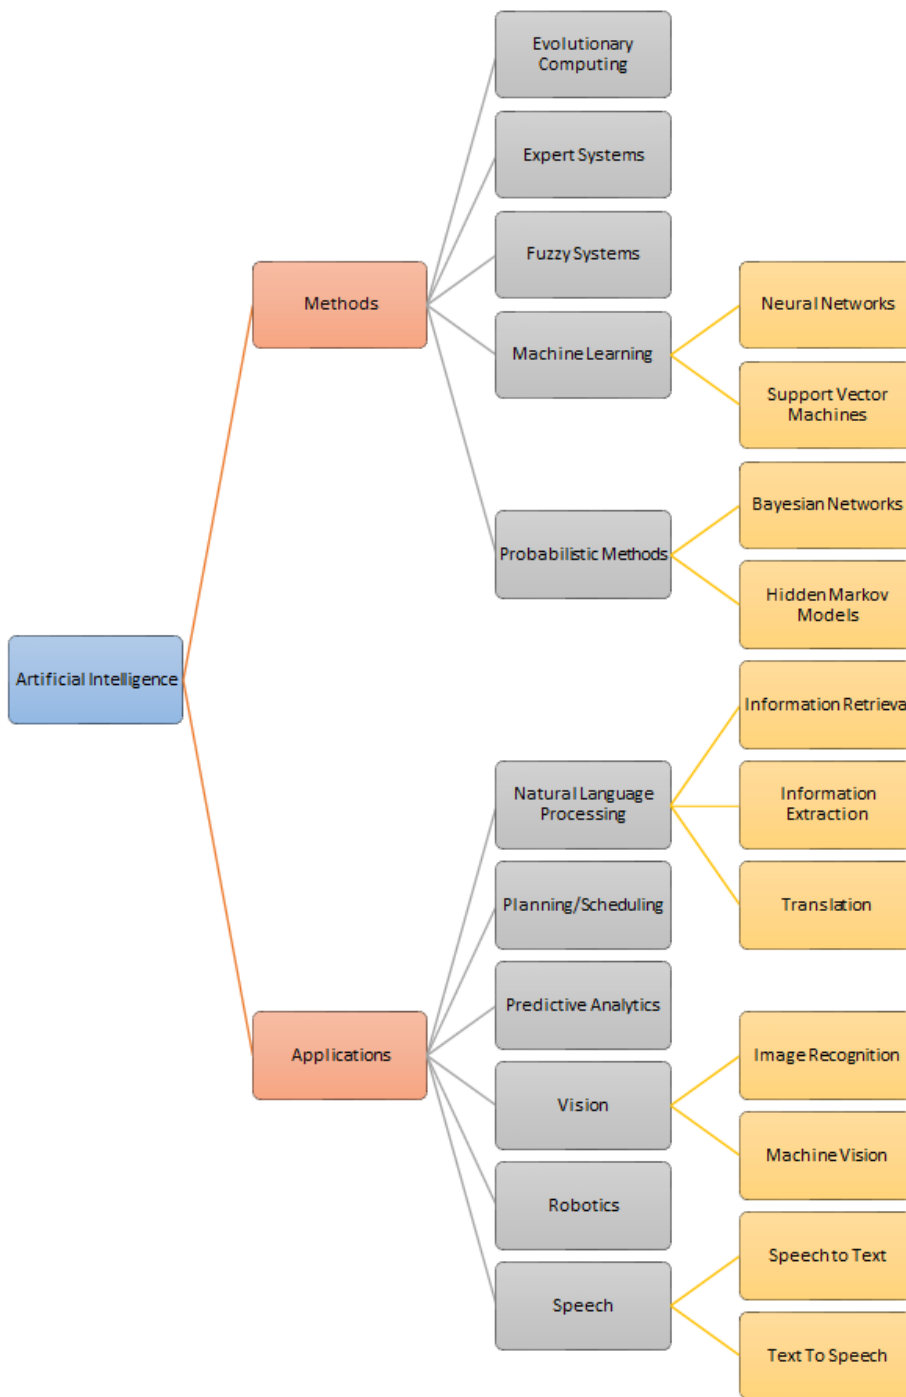 Evolutionary
Computing
Expert Systems
Fuzzy Systems
Methods
Neural Networks
Machine Learning
Support Vector
Machines
Bayesian Networks
Probabilistic Methods
Hidden Markov
Models
Artificial Intelligence
Information Retrieva
Natural Language
Processing
Information
Extraction
Planning/Scheduling
Translation
Predictive Analytics
Applications
Image Recognition
Vision
Machine Vision
Robotics
Speech to Text
Speech
Text To Speech